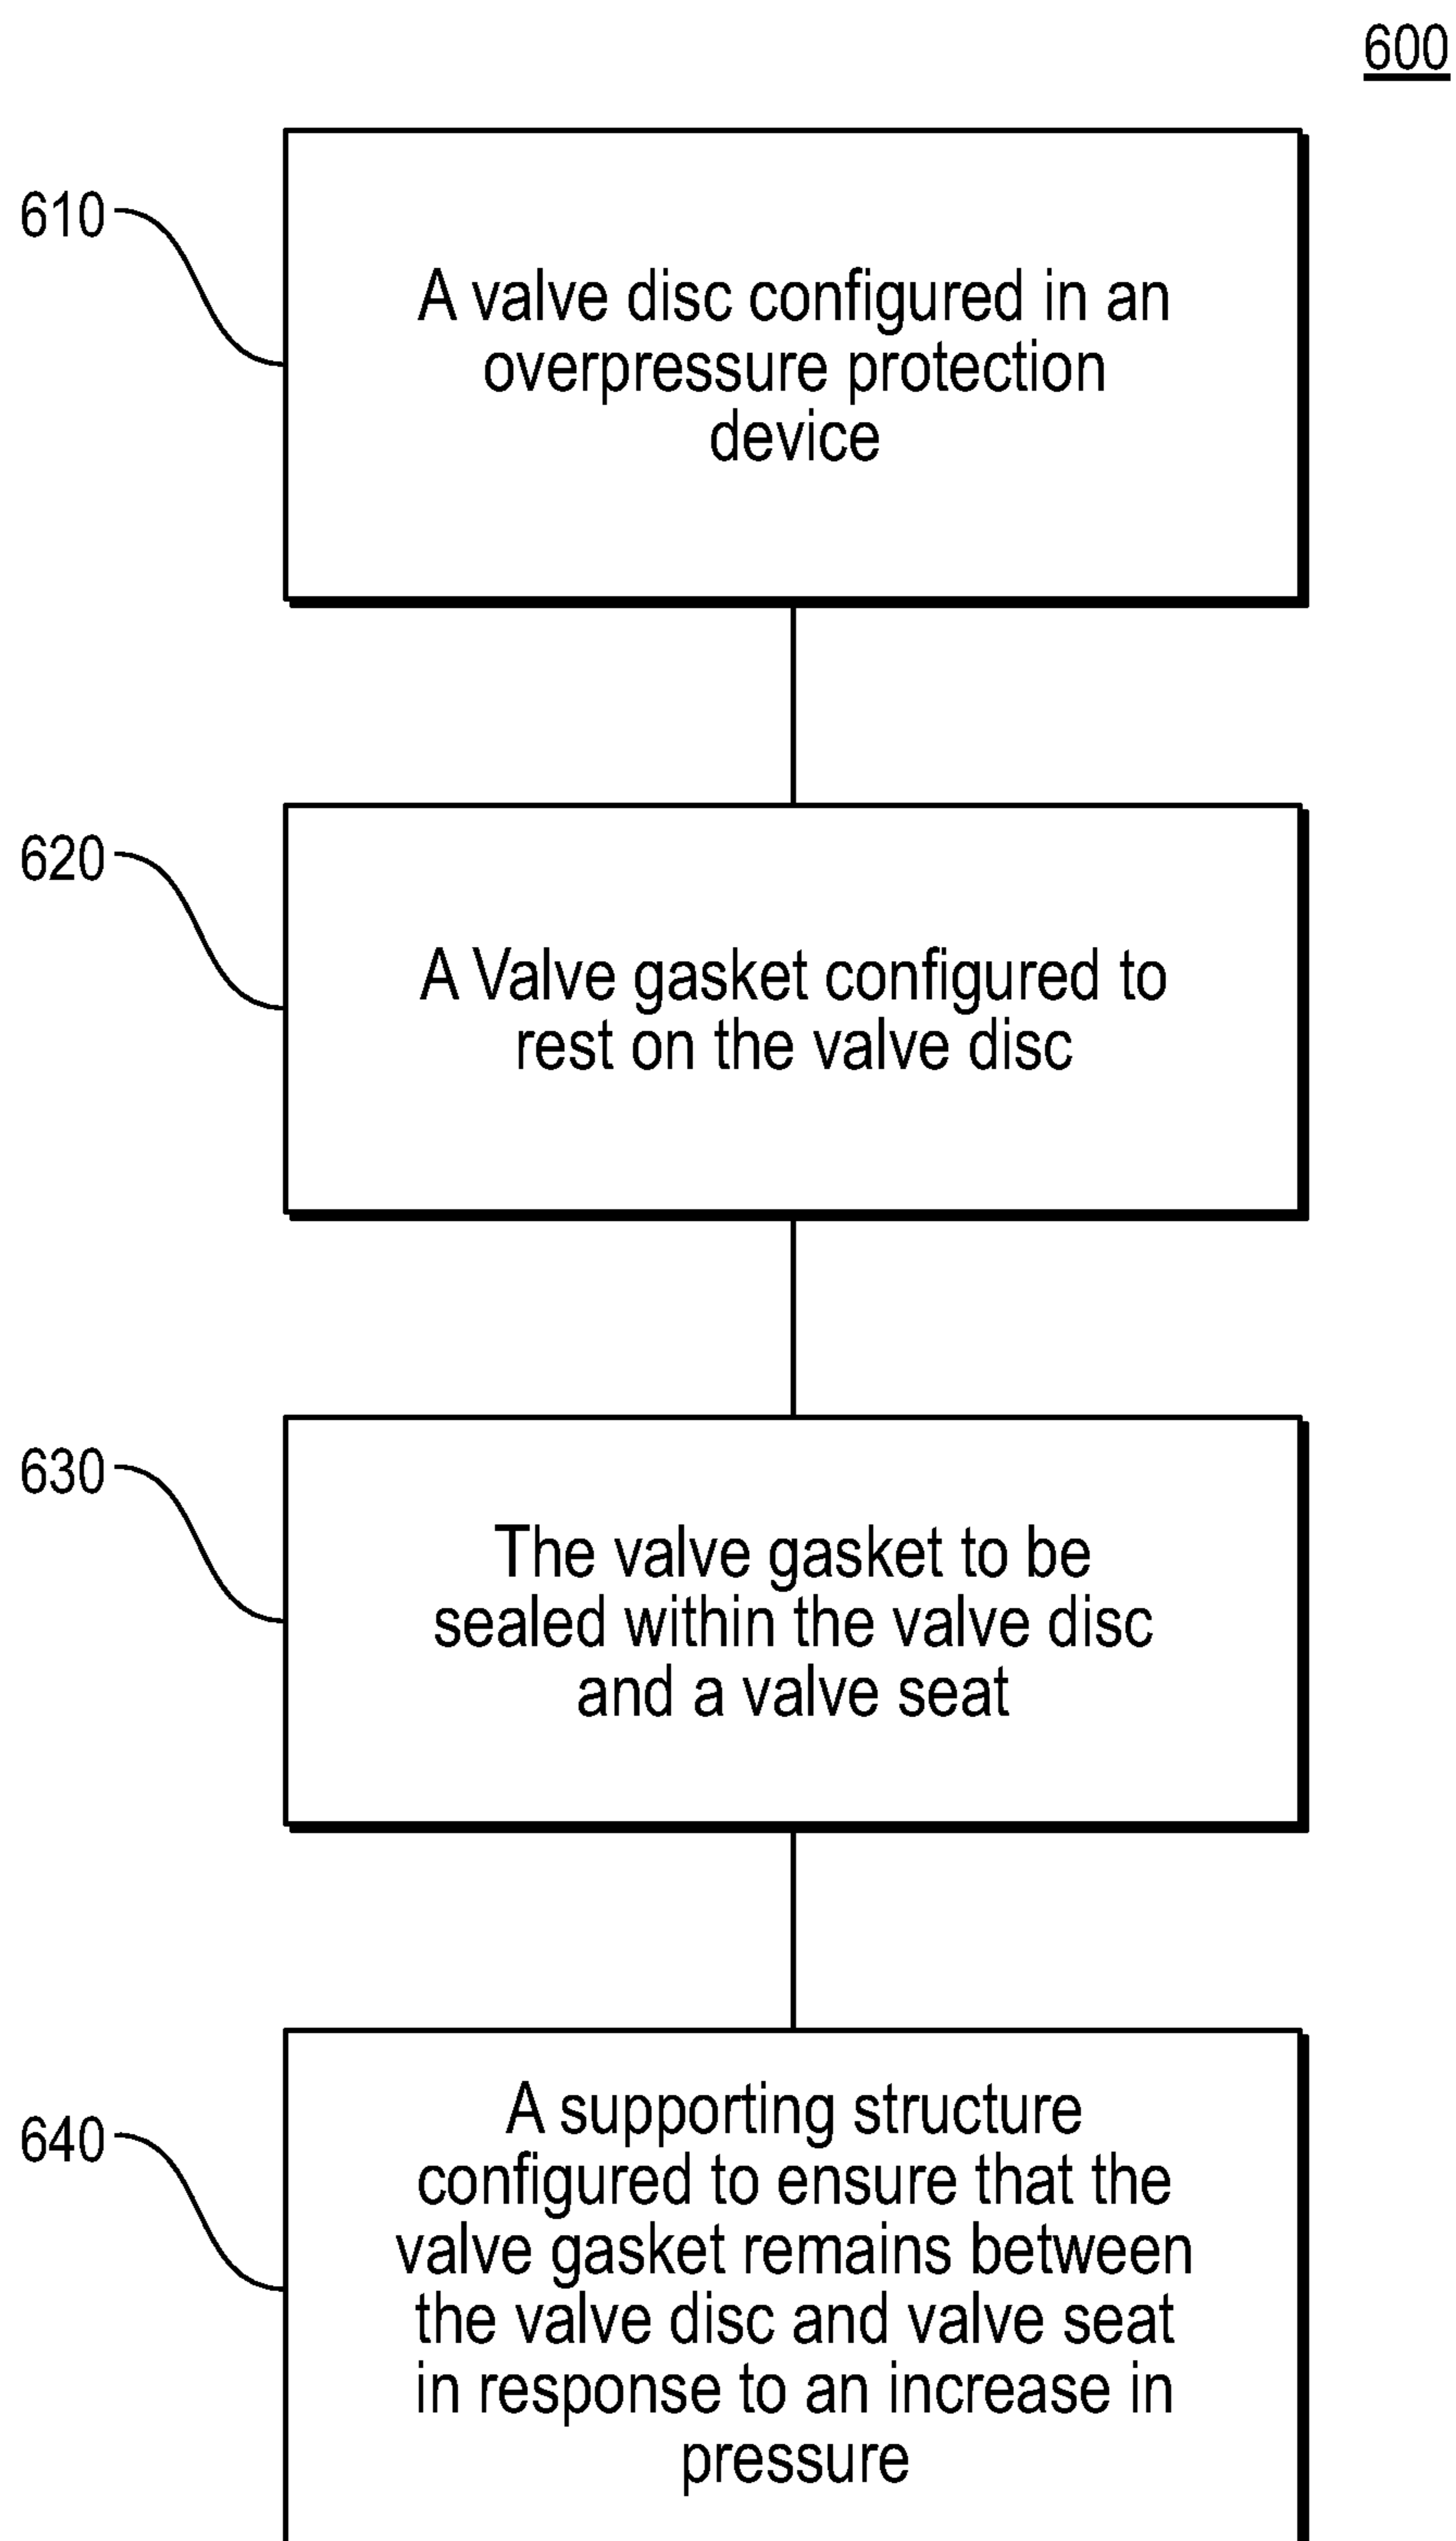 600
610
A valve disc configured in an
overpressure protection
device
620
A Valve gasket configured to
rest on the valve disc
630
The valve gasket to be
sealed within the valve disc
and a valve seat
640
A supporting structure
configured to ensure that the
valve gasket remains between
the valve disc and valve seat
in response to an increase in
pressure